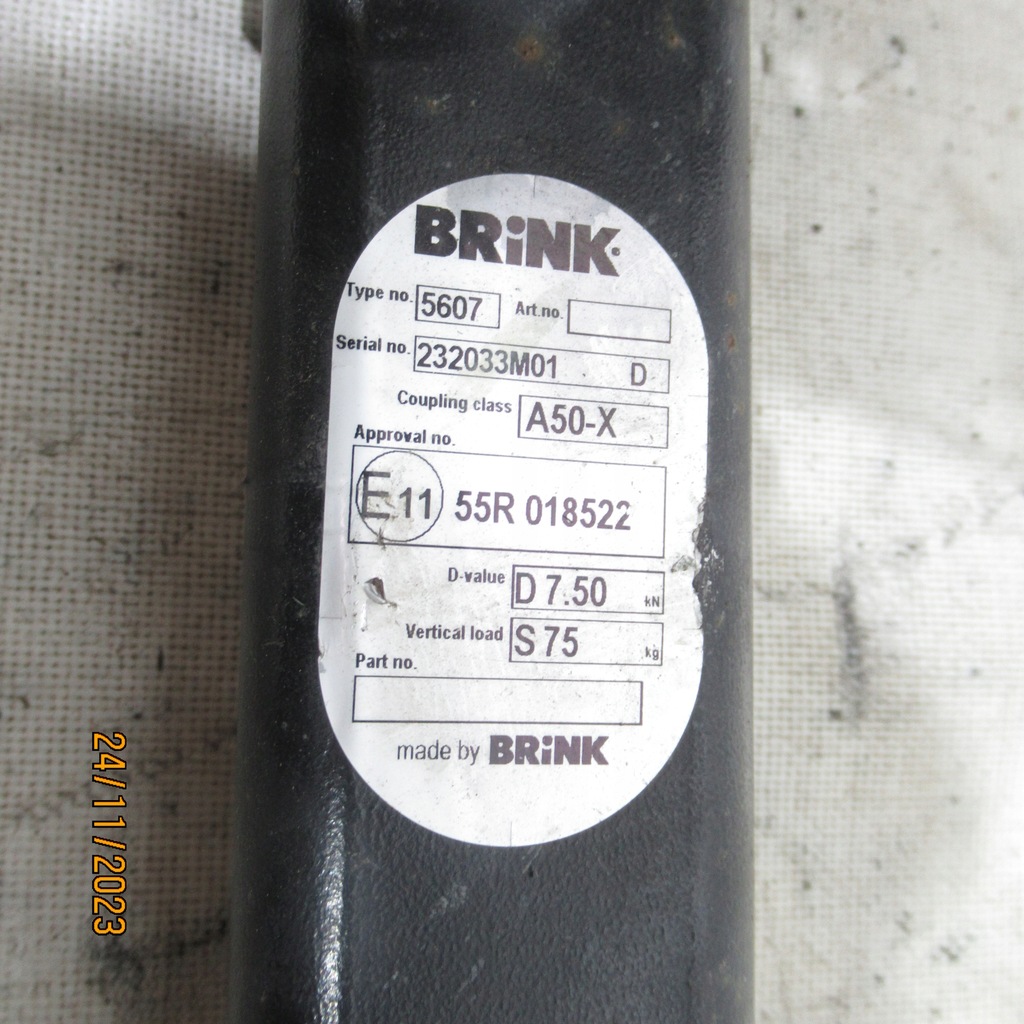 BRiNK
Type no. 5607 Art.no.
Serial no. 232033M01 D
Coupling class A50-X
Approval no.
E11 55R 018522
D-value D 7.50 kN
Vertical load S 75 kg
Part no.
made by BRiNK
24/11/2023